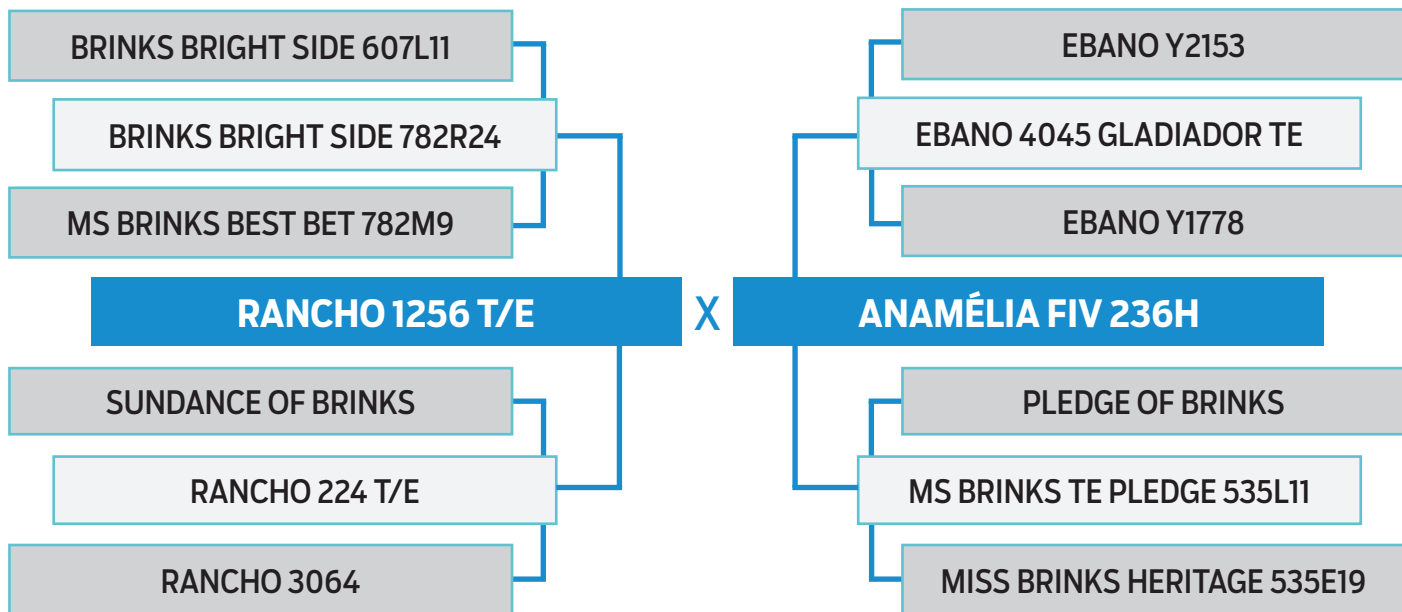 BRINKS BRIGHT SIDE 607L11
EBANO Y2153
BRINKS BRIGHT SIDE 782R24
EBANO 4045 GLADIADOR TE
MS BRINKS BEST BET 782M9
EBANO Y1778
RANCHO 1256 T/E X ANAMÉLIA FIV 236H
SUNDANCE OF BRINKS
PLEDGE OF BRINKS
RANCHO 224 T/E
MS BRINKS TE PLEDGE 535L11
RANCHO 3064
MISS BRINKS HERITAGE 535E19